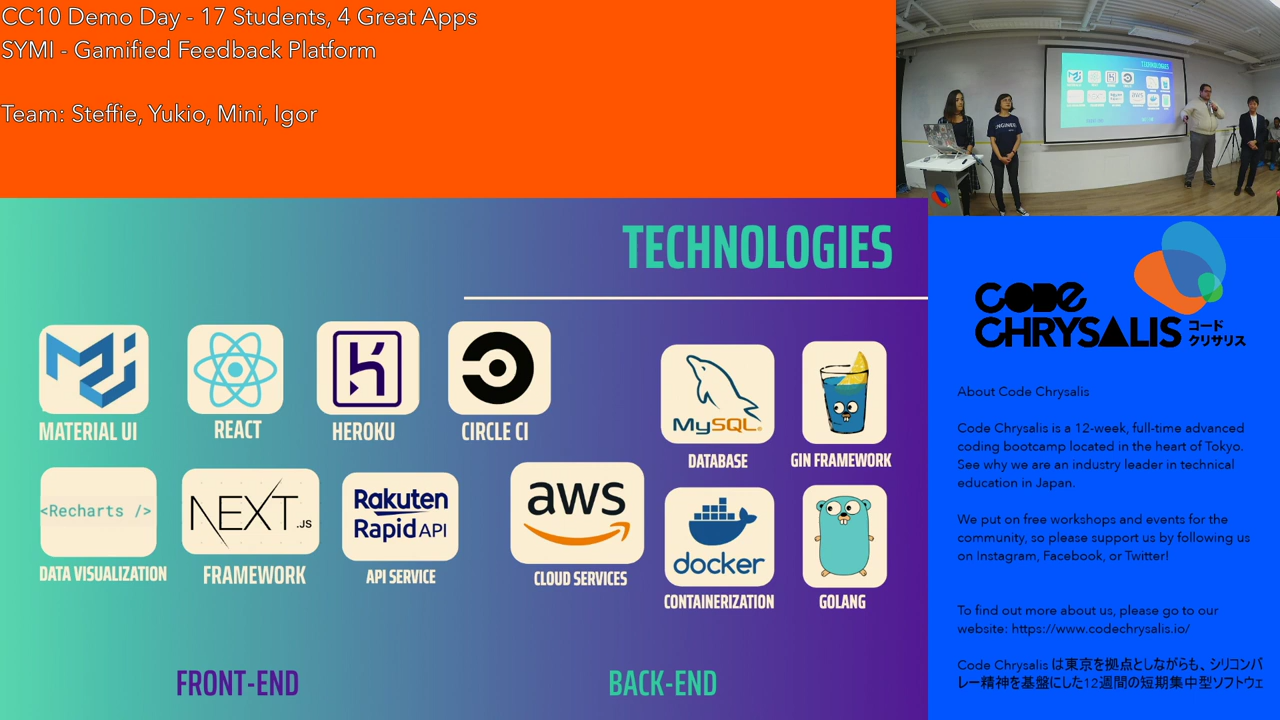 CC10 Demo Day - 17 Students, 4 Great Apps
SYMI - Gamified Feedback Platform
Team: Steffie, Yukio, Mini, Igor
TECHNOLOGIES
MATERIAL UI
REACT
HEROKU
CIRCLE CI
MySQL
DATABASE
GIN FRAMEWORK
<Recharts />
DATA VISUALIZATION
NEXT.JS
FRAMEWORK
Rakuten
Rapid API
API SERVICE
aws
CLOUD SERVICES
docker
CONTAINERIZATION
GOLANG
FRONT-END
BACK-END
TECHNOLOGIES
aws
CODE
CHRYSALIS
コード
クリサリス
About Code Chrysalis
Code Chrysalis is a 12-week, full-time advanced
coding bootcamp located in the heart of Tokyo.
See why we are an industry leader in technical
education in Japan.
We put on free workshops and events for the
community, so please support us by following us
on Instagram, Facebook, or Twitter!
To find out more about us, please go to our
website: https://www.codechrysalis.io/
Code Chrysalis は東京を拠点としながらも、シリコンバ
レー精神を基盤にした12週間の短期集中型ソフトウェ